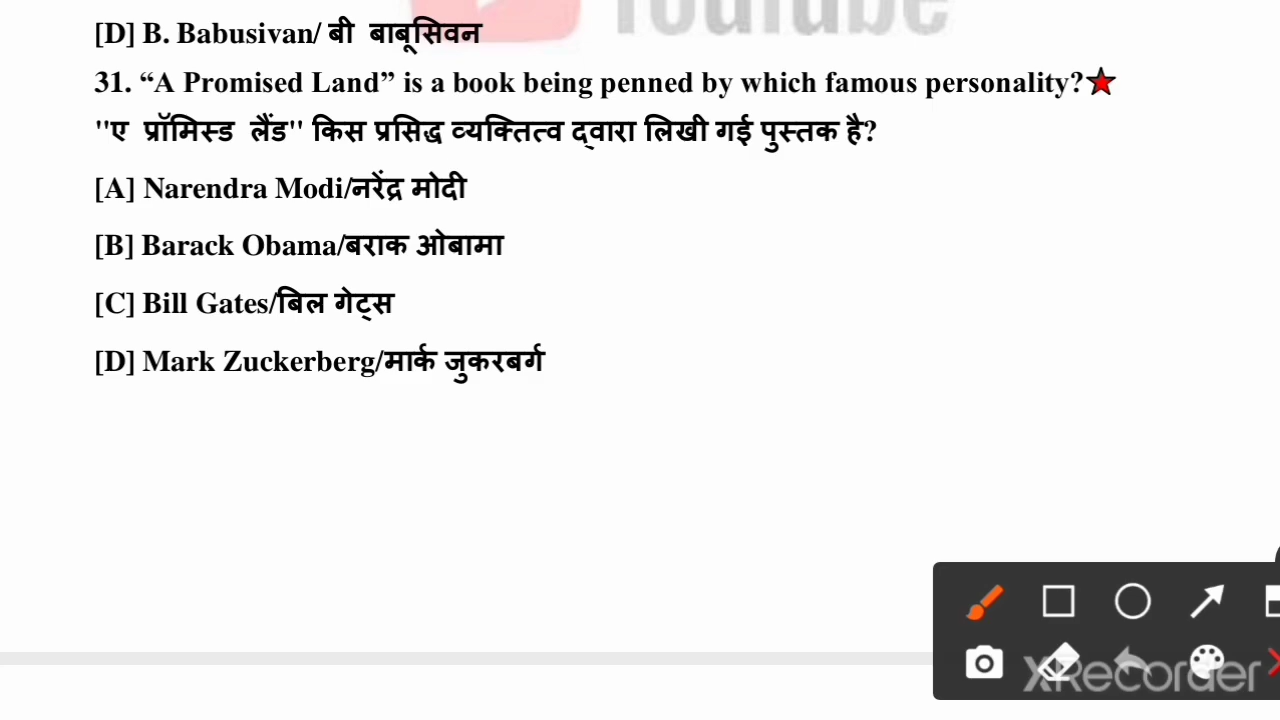 YouTube
[D] B. Babusivan/ बी बाबूसिवन
31. “A Promised Land” is a book being penned by which famous personality?
"ए प्रॉमिस्ड लैंड" किस प्रसिद्ध व्यक्तित्व द्वारा लिखी गई पुस्तक है?
[A] Narendra Modi/नरेंद्र मोदी
[B] Barack Obama/बराक ओबामा
[C] Bill Gates/बिल गेट्स
[D] Mark Zuckerberg/मार्क जुकरबर्ग
XRecorder